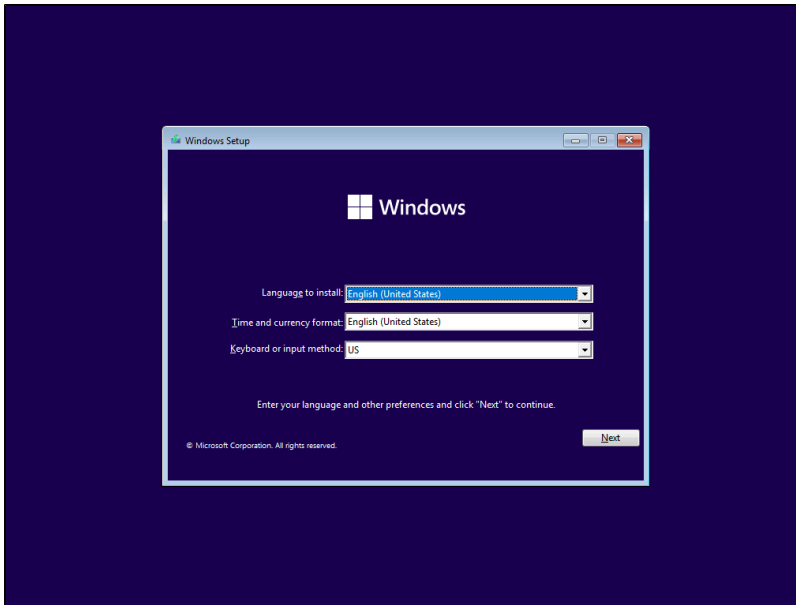 Windows Setup
Windows
Language to install: English (United States)
Time and currency format: English (United States)
Keyboard or input method: US
Enter your language and other preferences and click "Next" to continue.
Next
© Microsoft Corporation. All rights reserved.